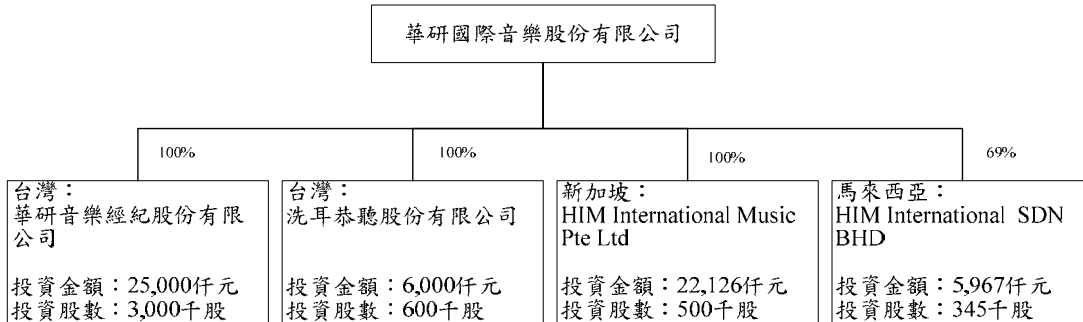 華研國際音樂股份有限公司
100%
100%
100%
69%
台灣：
華研音樂經紀股份有限
公司
投資金額：25,000仟元
投資股數：3,000千股
台灣：
洗耳恭聽股份有限公司
投資金額：6,000仟元
投資股數：600千股
新加坡：
HIM International Music
Pte Ltd
投資金額：22,126仟元
投資股數：500千股
馬來西亞：
HIM International SDN
BHD
投資金額：5,967仟元
投資股數：345千股